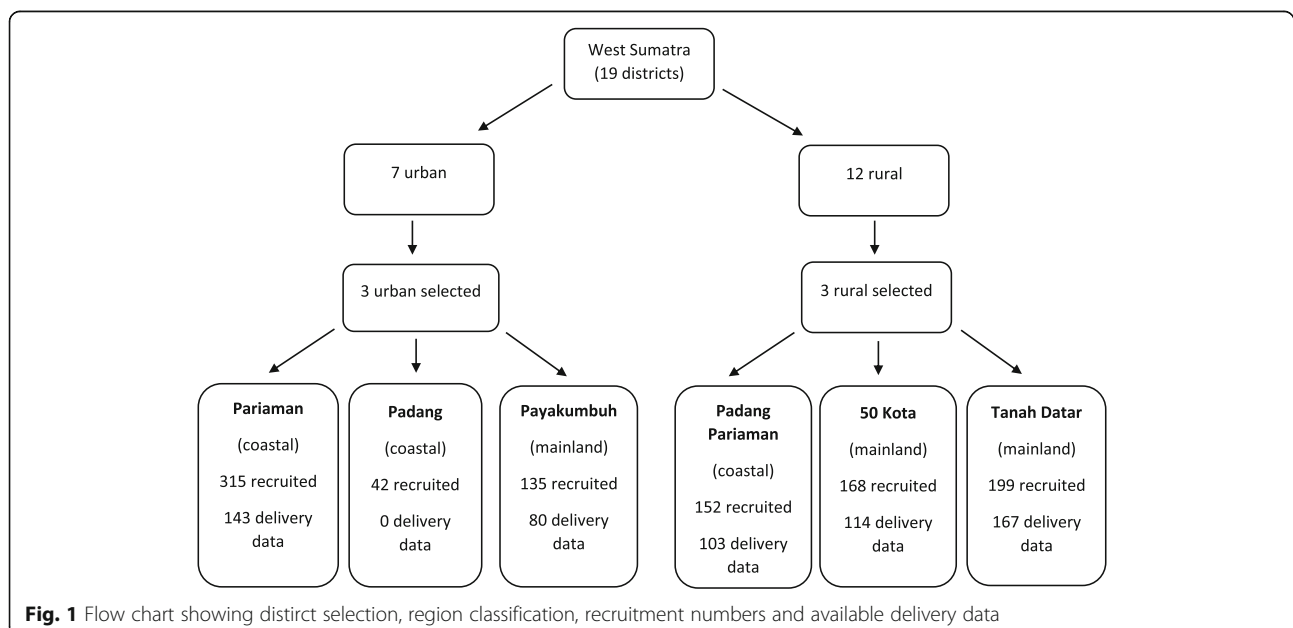 West Sumatra
(19 districts)
7 urban
12 rural
3 urban selected
3 rural selected
Pariaman
(coastal)
315 recruited
143 delivery
data
Padang
(coastal)
42 recruited
0 delivery
data
Payakumbuh
(mainland)
135 recruited
80 delivery
data
Padang
Pariaman
(coastal)
152 recruited
103 delivery
data
50 Kota
(mainland)
168 recruited
114 delivery
data
Tanah Datar
(mainland)
199 recruited
167 delivery
data
Fig. 1 Flow chart showing distirct selection, region classification, recruitment numbers and available delivery data